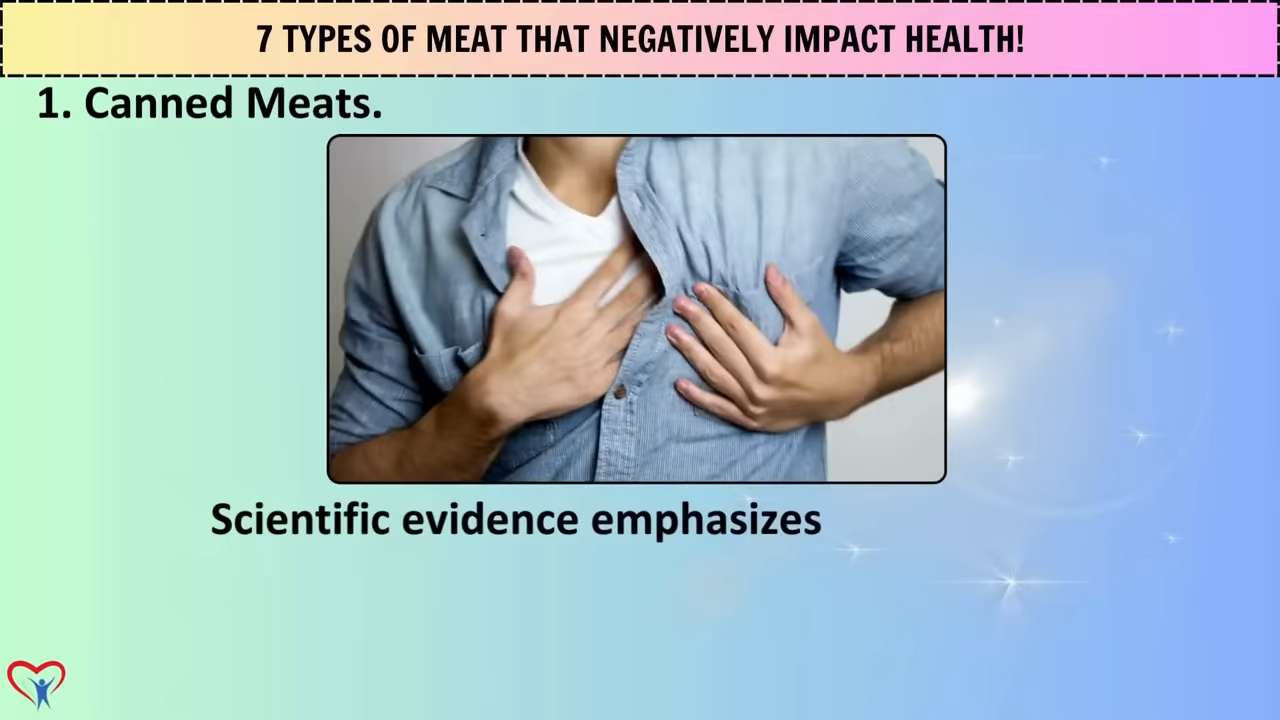 7 TYPES OF MEAT THAT NEGATIVELY IMPACT HEALTH!
1. Canned Meats.
Scientific evidence emphasizes